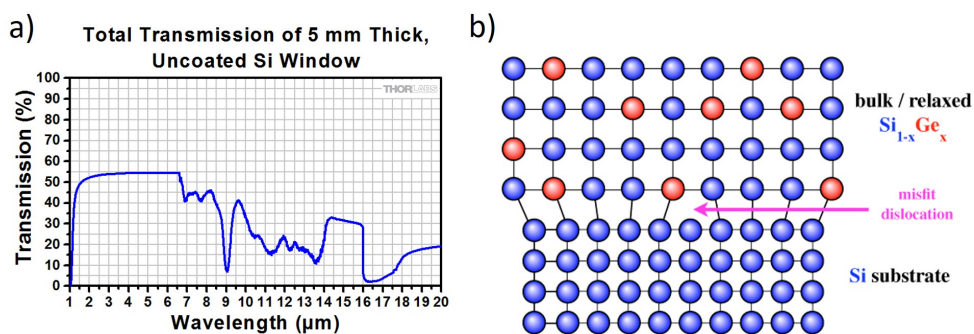 a)
Total Transmission of 5 mm Thick,
Uncoated Si Window
THORLABS
Transmission (%)
100
90
80
70
60
50
40
30
20
10
0
1 2 3 4 5 6 7 8 9 10 11 12 13 14 15 16 17 18 19 20
Wavelength (µm)
b)
bulk / relaxed
Si1-xGex
misfit
dislocation
Si substrate